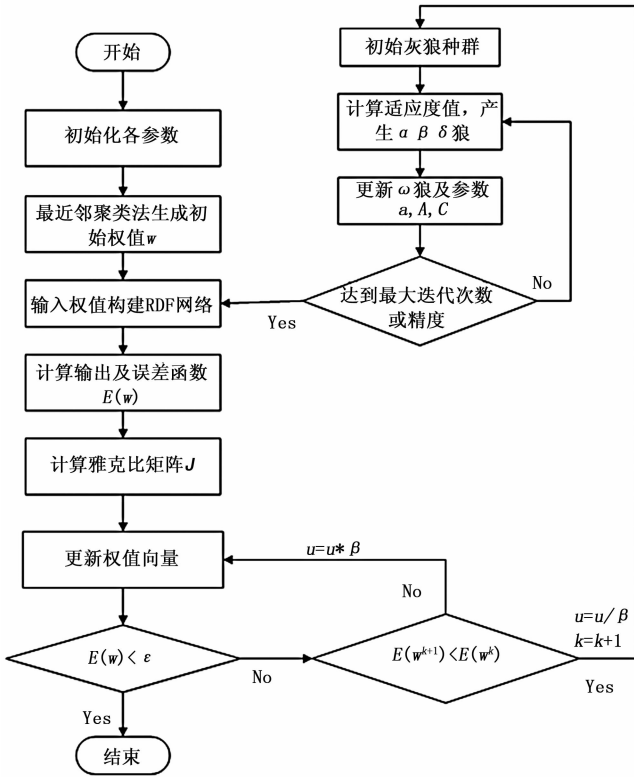 开始
初始化各参数
最近邻聚类法生成初
始权值w
输入权值构建RDF网络
计算输出及误差函数
E(w)
计算雅克比矩阵J
更新权值向量
E(w)<ε
Yes
No
结束
初始灰狼种群
计算适应度值，产
生α β δ狼
更新ω狼及参数
a,A,C
达到最大迭代次数
或精度
Yes
No
u=u*β
No
E(wᵏ⁺¹)<E(wᵏ)
u=u/β
k=k+1
Yes